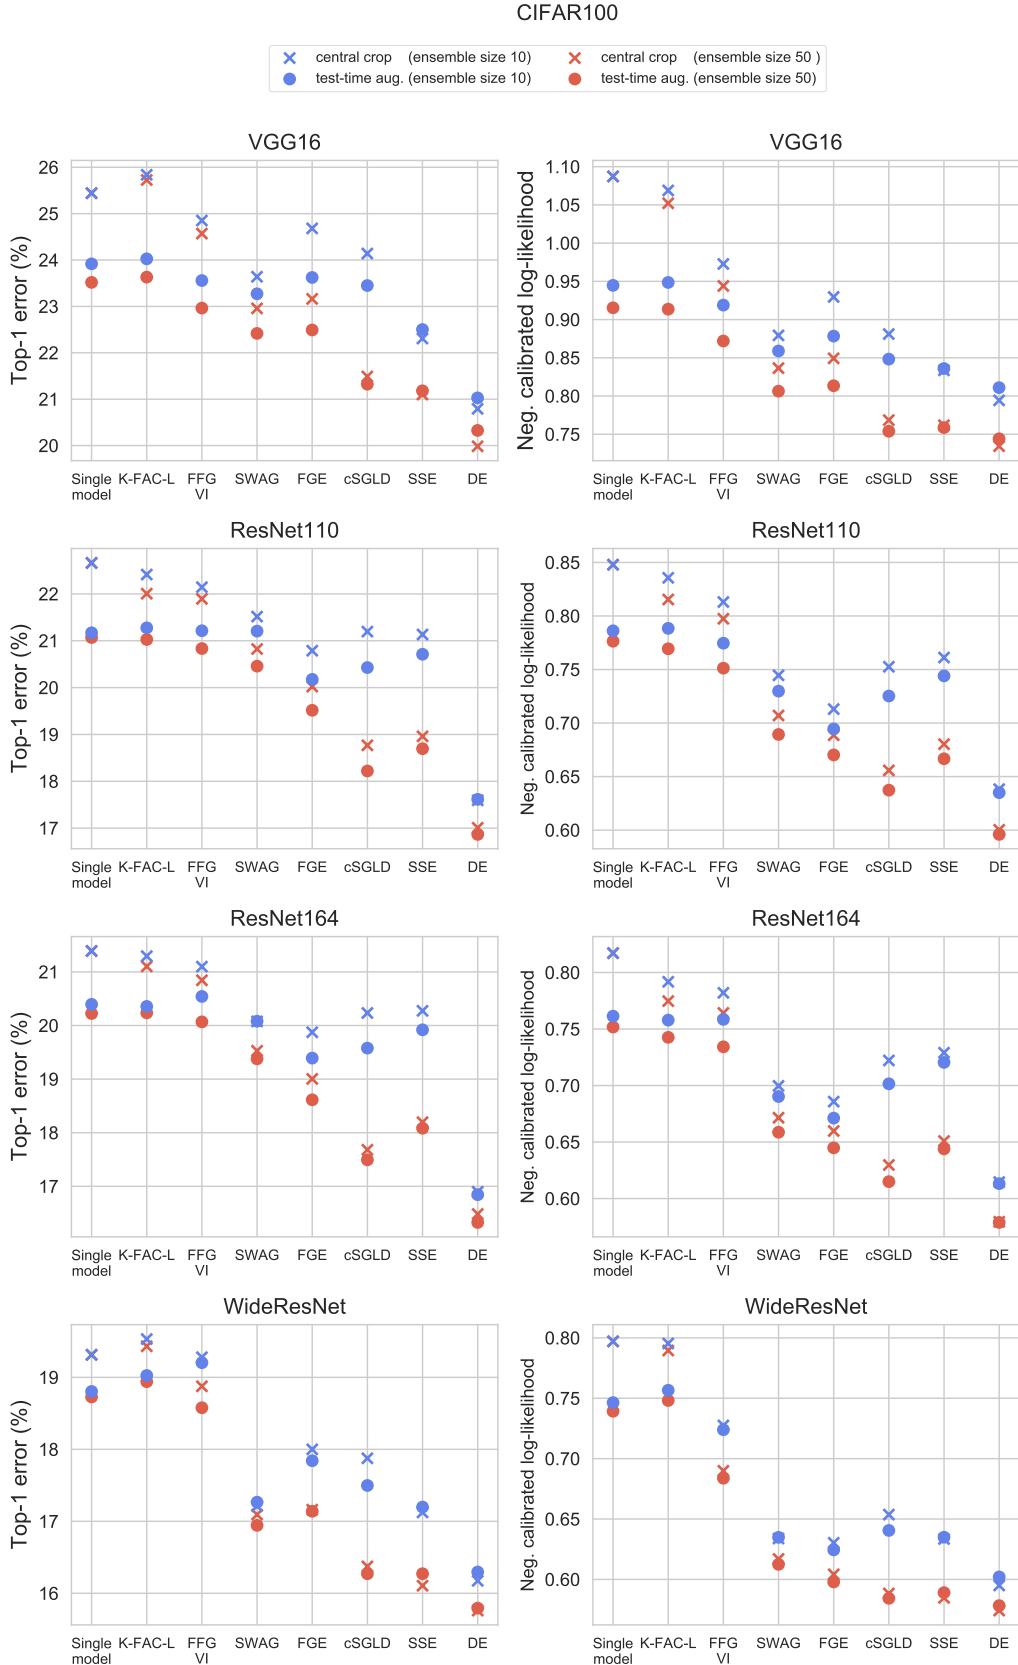 CIFAR100
central crop (ensemble size 10)
central crop (ensemble size 50 )
test-time aug. (ensemble size 10)
test-time aug. (ensemble size 50)
VGG16
Top-1 error (%)
26
25
24
23
22
21
20
Single model
K-FAC-L
FFG VI
SWAG
FGE
cSGLD
SSE
DE
VGG16
Neg. calibrated log-likelihood
1.10
1.05
1.00
0.95
0.90
0.85
0.80
0.75
Single model
K-FAC-L
FFG VI
SWAG
FGE
cSGLD
SSE
DE
ResNet110
Top-1 error (%)
22
21
20
19
18
17
Single model
K-FAC-L
FFG VI
SWAG
FGE
cSGLD
SSE
DE
ResNet110
Neg. calibrated log-likelihood
0.85
0.80
0.75
0.70
0.65
0.60
Single model
K-FAC-L
FFG VI
SWAG
FGE
cSGLD
SSE
DE
ResNet164
Top-1 error (%)
21
20
19
18
17
Single model
K-FAC-L
FFG VI
SWAG
FGE
cSGLD
SSE
DE
ResNet164
Neg. calibrated log-likelihood
0.80
0.75
0.70
0.65
0.60
Single model
K-FAC-L
FFG VI
SWAG
FGE
cSGLD
SSE
DE
WideResNet
Top-1 error (%)
19
18
17
16
Single model
K-FAC-L
FFG VI
SWAG
FGE
cSGLD
SSE
DE
WideResNet
Neg. calibrated log-likelihood
0.80
0.75
0.70
0.65
0.60
Single model
K-FAC-L
FFG VI
SWAG
FGE
cSGLD
SSE
DE